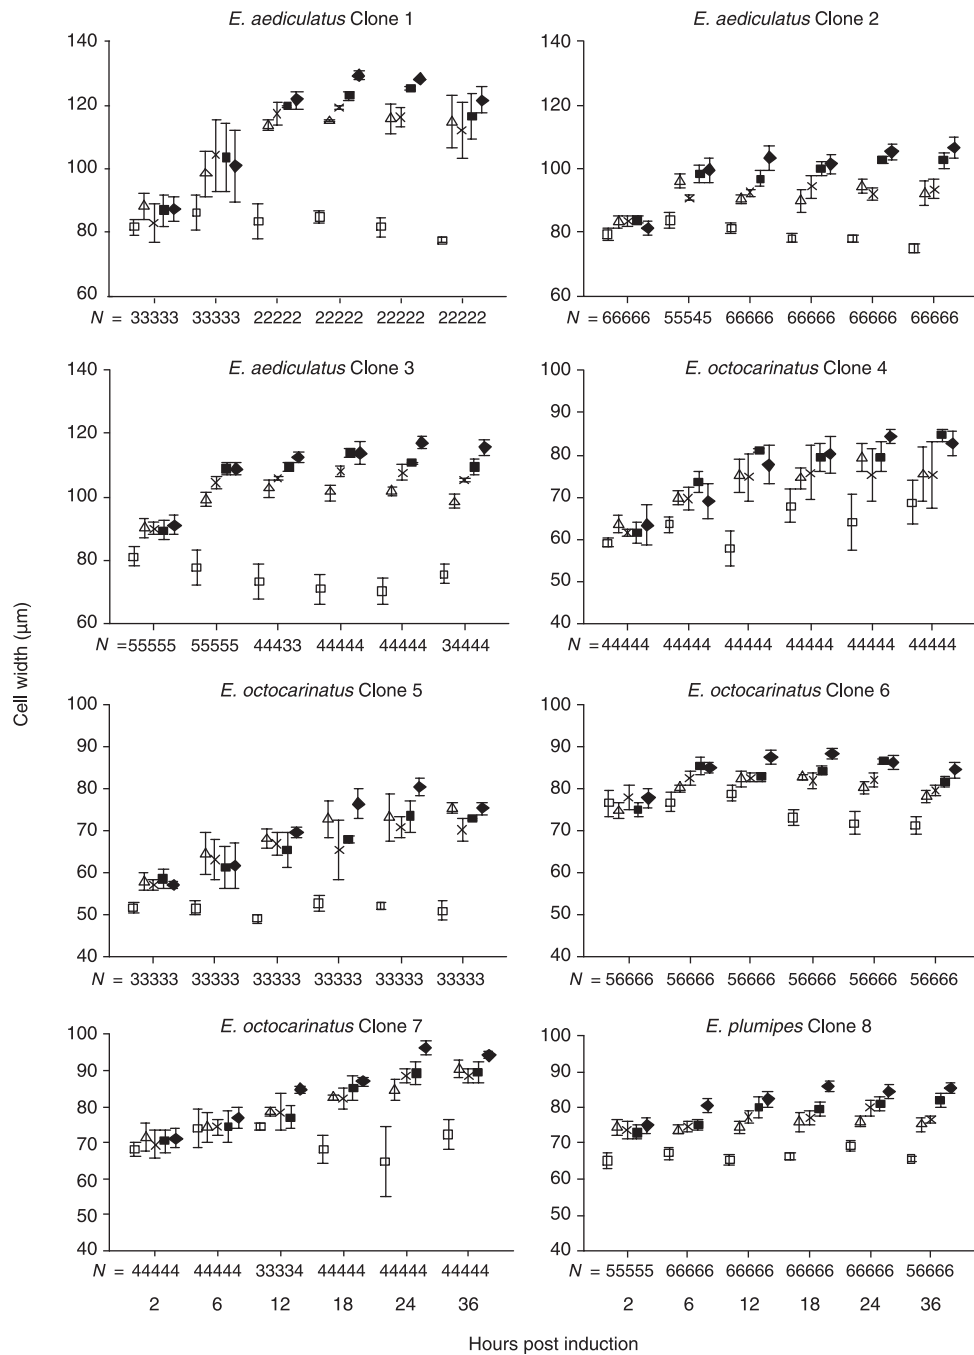 E. aediculatus Clone 1
140
120
100
80
60
N = 33333 33333 22222 22222 22222 22222
E. aediculatus Clone 2
140
120
100
80
60
N = 66666 55545 66666 66666 66666 66666
E. aediculatus Clone 3
140
120
100
80
60
N =55555 55555 44433 44444 44444 34444
E. octocarinatus Clone 4
100
90
80
70
60
50
40
N = 44444 44444 44444 44444 44444 44444
Cell width (µm)
E. octocarinatus Clone 5
100
90
80
70
60
50
40
N = 33333 33333 33333 33333 33333 33333
E. octocarinatus Clone 6
100
90
80
70
60
50
40
N = 56666 56666 56666 56666 56666 56666
E. octocarinatus Clone 7
100
90
80
70
60
50
40
N = 44444 44444 33334 44444 44444 44444
2 6 12 18 24 36
E. plumipes Clone 8
100
90
80
70
60
50
40
N = 55555 66666 66666 66666 66666 56666
2 6 12 18 24 36
Hours post induction